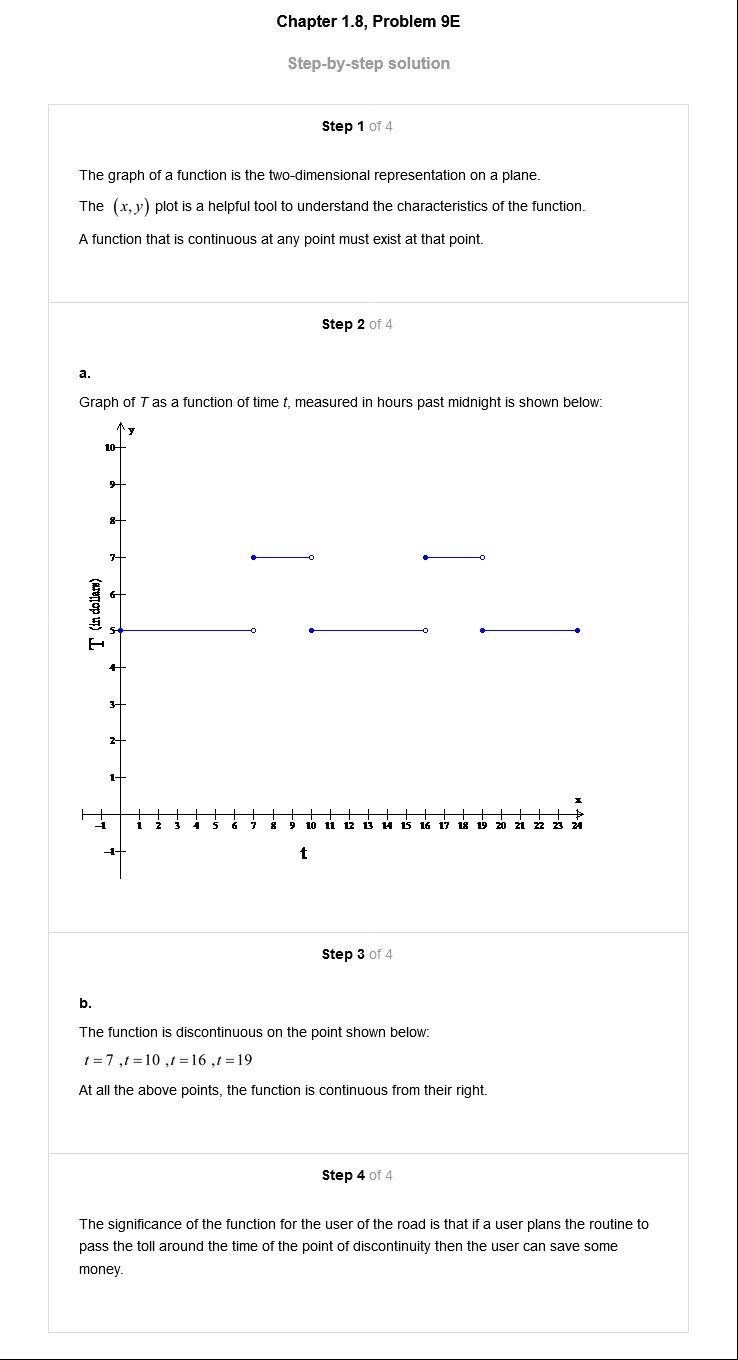 Chapter 1.8, Problem 9E
Step-by-step solution
Step 1 of 4
The graph of a function is the two-dimensional representation on a plane.
The (x, y) plot is a helpful tool to understand the characteristics of the function.
A function that is continuous at any point must exist at that point.
Step 2 of 4
a.
Graph of T as a function of time t, measured in hours past midnight is shown below:
y
10
9
8
7
6
5
4
3
2
1
T (in dollars)
x
-1 1 2 3 4 5 6 7 8 9 10 11 12 13 14 15 16 17 18 19 20 21 22 23 24
-1
t
Step 3 of 4
b.
The function is discontinuous on the point shown below:
t = 7 ,t = 10 ,t = 16 ,t = 19
At all the above points, the function is continuous from their right.
Step 4 of 4
The significance of the function for the user of the road is that if a user plans the routine to
pass the toll around the time of the point of discontinuity then the user can save some
money.